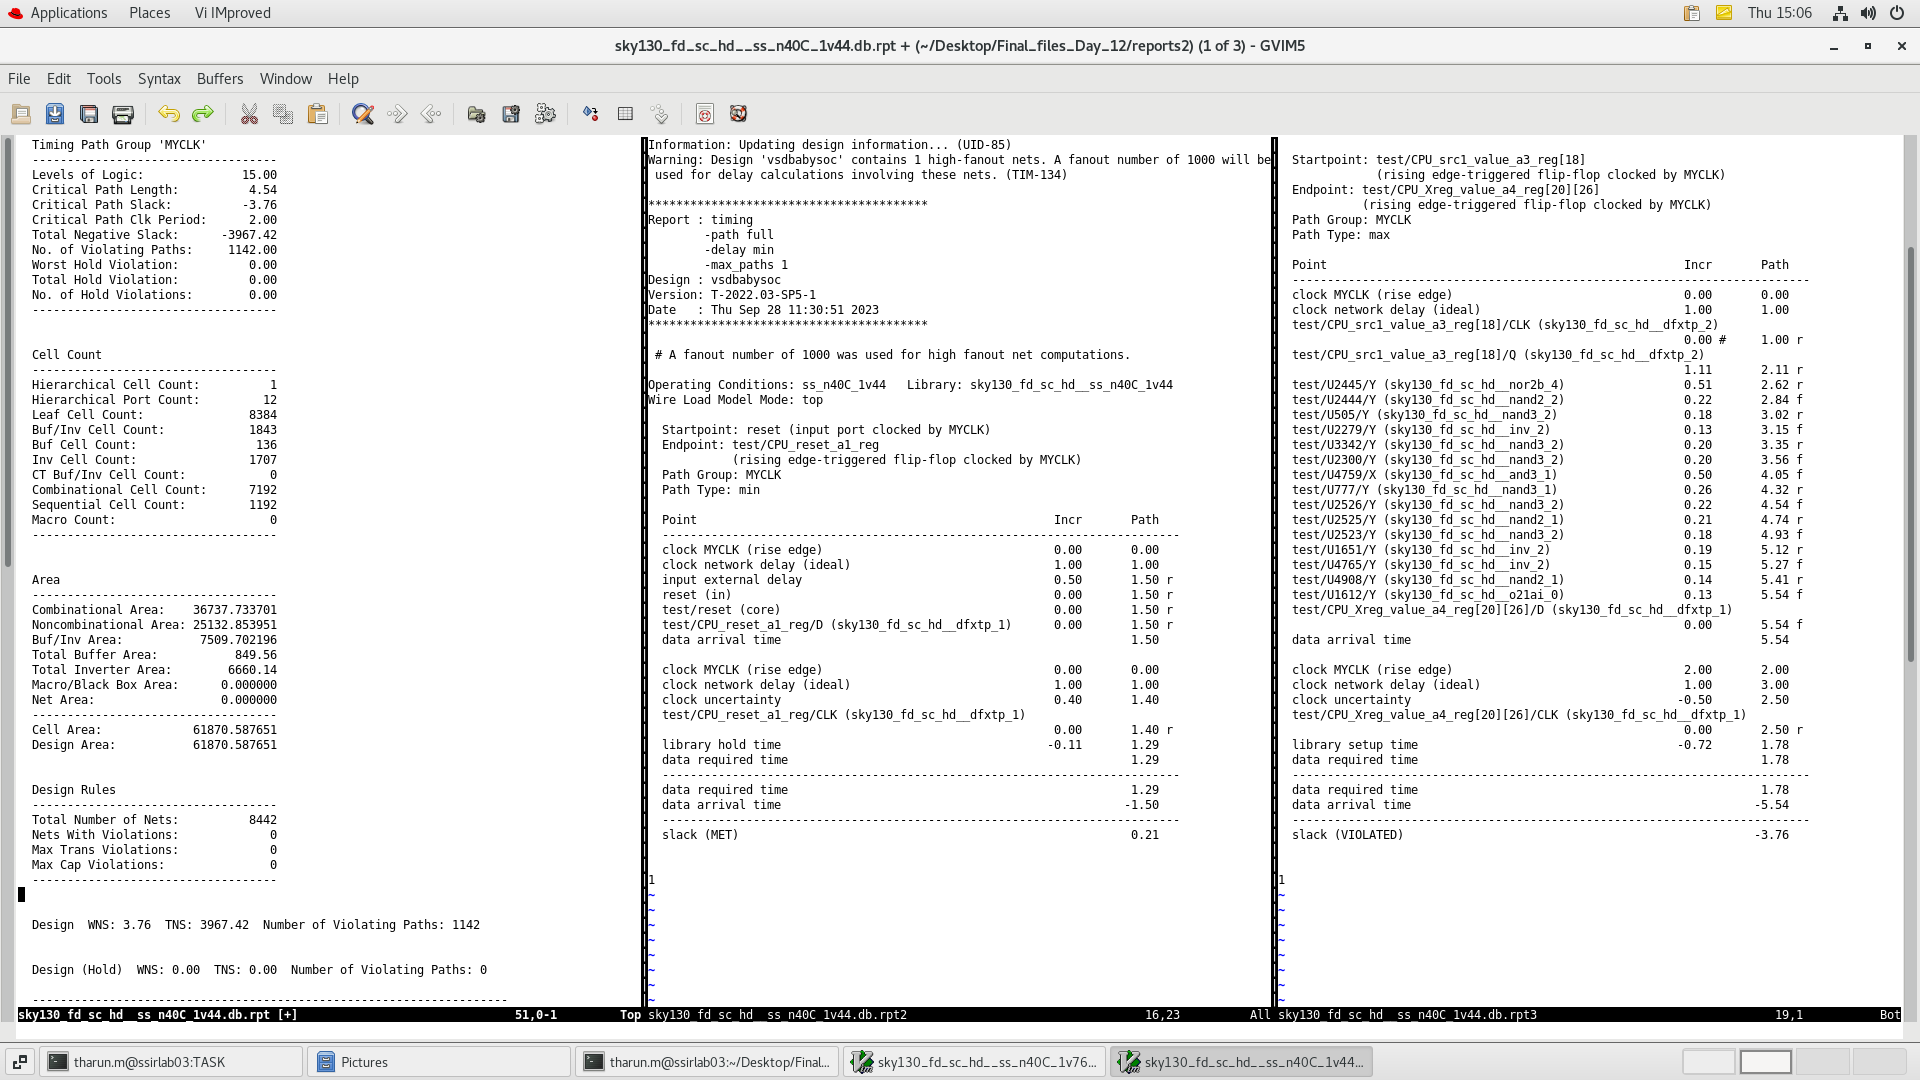 Applications Places Vi IMproved Thu 15:06
sky130_fd_sc_hd__ss_n40C_1v44.db.rpt + (~/Desktop/Final_files_Day_12/reports2) (1 of 3) - GVIM5
File Edit Tools Syntax Buffers Window Help
Timing Path Group 'MYCLK'
-----------------------------------
Levels of Logic: 15.00
Critical Path Length: 4.54
Critical Path Slack: -3.76
Critical Path Clk Period: 2.00
Total Negative Slack: -3967.42
No. of Violating Paths: 1142.00
Worst Hold Violation: 0.00
Total Hold Violation: 0.00
No. of Hold Violations: 0.00
-----------------------------------
Cell Count
-----------------------------------
Hierarchical Cell Count: 1
Hierarchical Port Count: 12
Leaf Cell Count: 8384
Buf/Inv Cell Count: 1843
Buf Cell Count: 136
Inv Cell Count: 1707
CT Buf/Inv Cell Count: 0
Combinational Cell Count: 7192
Sequential Cell Count: 1192
Macro Count: 0
-----------------------------------
Area
-----------------------------------
Combinational Area: 36737.733701
Noncombinational Area: 25132.853951
Buf/Inv Area: 7509.702196
Total Buffer Area: 849.56
Total Inverter Area: 6660.14
Macro/Black Box Area: 0.000000
Net Area: 0.000000
-----------------------------------
Cell Area: 61870.587651
Design Area: 61870.587651
Design Rules
-----------------------------------
Total Number of Nets: 8442
Nets With Violations: 0
Max Trans Violations: 0
Max Cap Violations: 0
-----------------------------------
Design WNS: 3.76 TNS: 3967.42 Number of Violating Paths: 1142
Design (Hold) WNS: 0.00 TNS: 0.00 Number of Violating Paths: 0
--------------------------------------------------------------------
sky130_fd_sc_hd__ss_n40C_1v44.db.rpt [+] 51,0-1 Top
Information: Updating design information... (UID-85)
Warning: Design 'vsdbabysoc' contains 1 high-fanout nets. A fanout number of 1000 will be
used for delay calculations involving these nets. (TIM-134)
****************************************
Report : timing
-path full
-delay min
-max_paths 1
Design : vsdbabysoc
Version: T-2022.03-SP5-1
Date : Thu Sep 28 11:30:51 2023
****************************************
# A fanout number of 1000 was used for high fanout net computations.
Operating Conditions: ss_n40C_1v44 Library: sky130_fd_sc_hd__ss_n40C_1v44
Wire Load Model Mode: top
Startpoint: reset (input port clocked by MYCLK)
Endpoint: test/CPU_reset_a1_reg
(rising edge-triggered flip-flop clocked by MYCLK)
Path Group: MYCLK
Path Type: min
Point Incr Path
--------------------------------------------------------------------------
clock MYCLK (rise edge) 0.00 0.00
clock network delay (ideal) 1.00 1.00
input external delay 0.50 1.50 r
reset (in) 0.00 1.50 r
test/reset (core) 0.00 1.50 r
test/CPU_reset_a1_reg/D (sky130_fd_sc_hd__dfxtp_1) 0.00 1.50 r
data arrival time 1.50
clock MYCLK (rise edge) 0.00 0.00
clock network delay (ideal) 1.00 1.00
clock uncertainty 0.40 1.40
test/CPU_reset_a1_reg/CLK (sky130_fd_sc_hd__dfxtp_1)
0.00 1.40 r
library hold time -0.11 1.29
data required time 1.29
--------------------------------------------------------------------------
data required time 1.29
data arrival time -1.50
--------------------------------------------------------------------------
slack (MET) 0.21
1
~
~
~
~
~
~
~
~
sky130_fd_sc_hd__ss_n40C_1v44.db.rpt2 16,23 All
Startpoint: test/CPU_src1_value_a3_reg[18]
(rising edge-triggered flip-flop clocked by MYCLK)
Endpoint: test/CPU_Xreg_value_a4_reg[20][26]
(rising edge-triggered flip-flop clocked by MYCLK)
Path Group: MYCLK
Path Type: max
Point Incr Path
--------------------------------------------------------------------------
clock MYCLK (rise edge) 0.00 0.00
clock network delay (ideal) 1.00 1.00
test/CPU_src1_value_a3_reg[18]/CLK (sky130_fd_sc_hd__dfxtp_2)
0.00 # 1.00 r
test/CPU_src1_value_a3_reg[18]/Q (sky130_fd_sc_hd__dfxtp_2)
1.11 2.11 r
test/U2445/Y (sky130_fd_sc_hd__nor2b_4) 0.51 2.62 r
test/U2444/Y (sky130_fd_sc_hd__nand2_2) 0.22 2.84 f
test/U505/Y (sky130_fd_sc_hd__nand3_2) 0.18 3.02 r
test/U2279/Y (sky130_fd_sc_hd__inv_2) 0.13 3.15 f
test/U3342/Y (sky130_fd_sc_hd__nand3_2) 0.20 3.35 r
test/U2300/Y (sky130_fd_sc_hd__nand3_2) 0.20 3.56 f
test/U4759/X (sky130_fd_sc_hd__and3_1) 0.50 4.05 f
test/U777/Y (sky130_fd_sc_hd__nand3_1) 0.26 4.32 r
test/U2526/Y (sky130_fd_sc_hd__nand3_2) 0.22 4.54 f
test/U2525/Y (sky130_fd_sc_hd__nand2_1) 0.21 4.74 r
test/U2523/Y (sky130_fd_sc_hd__nand3_2) 0.18 4.93 f
test/U1651/Y (sky130_fd_sc_hd__inv_2) 0.19 5.12 r
test/U4765/Y (sky130_fd_sc_hd__inv_2) 0.15 5.27 f
test/U4908/Y (sky130_fd_sc_hd__nand2_1) 0.14 5.41 r
test/U1612/Y (sky130_fd_sc_hd__o21ai_0) 0.13 5.54 f
test/CPU_Xreg_value_a4_reg[20][26]/D (sky130_fd_sc_hd__dfxtp_1)
0.00 5.54 f
data arrival time 5.54
clock MYCLK (rise edge) 2.00 2.00
clock network delay (ideal) 1.00 3.00
clock uncertainty -0.50 2.50
test/CPU_Xreg_value_a4_reg[20][26]/CLK (sky130_fd_sc_hd__dfxtp_1)
0.00 2.50 r
library setup time -0.72 1.78
data required time 1.78
--------------------------------------------------------------------------
data required time 1.78
data arrival time -5.54
--------------------------------------------------------------------------
slack (VIOLATED) -3.76
1
~
~
~
~
~
~
~
~
sky130_fd_sc_hd__ss_n40C_1v44.db.rpt3 19,1 Bot
tharun.m@ssirlab03:TASK Pictures tharun.m@ssirlab03:~/Desktop/Final... sky130_fd_sc_hd__ss_n40C_1v76... sky130_fd_sc_hd__ss_n40C_1v44...